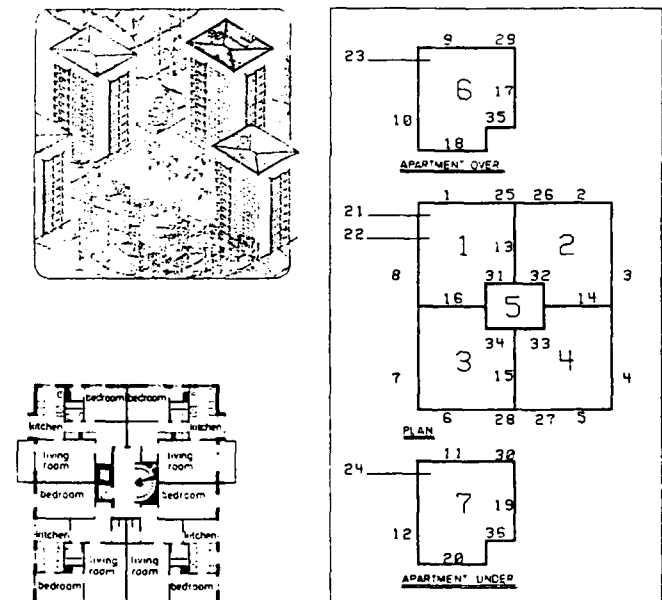 9 29
23
6 17
10 35
18
APARTMENT OVER
1 25 26 2
21
22
1 13 2
8 31 32 3
16 5 14
34 33
3 4
7 15 4
6 28 27 5
PLAN
11 30
24
7 19
12 36
20
APARTMENT UNDER
bedroom bedroom
kitchen kitchen
living room living room
bedroom bedroom
kitchen kitchen
living room living room
bedroom bedroom